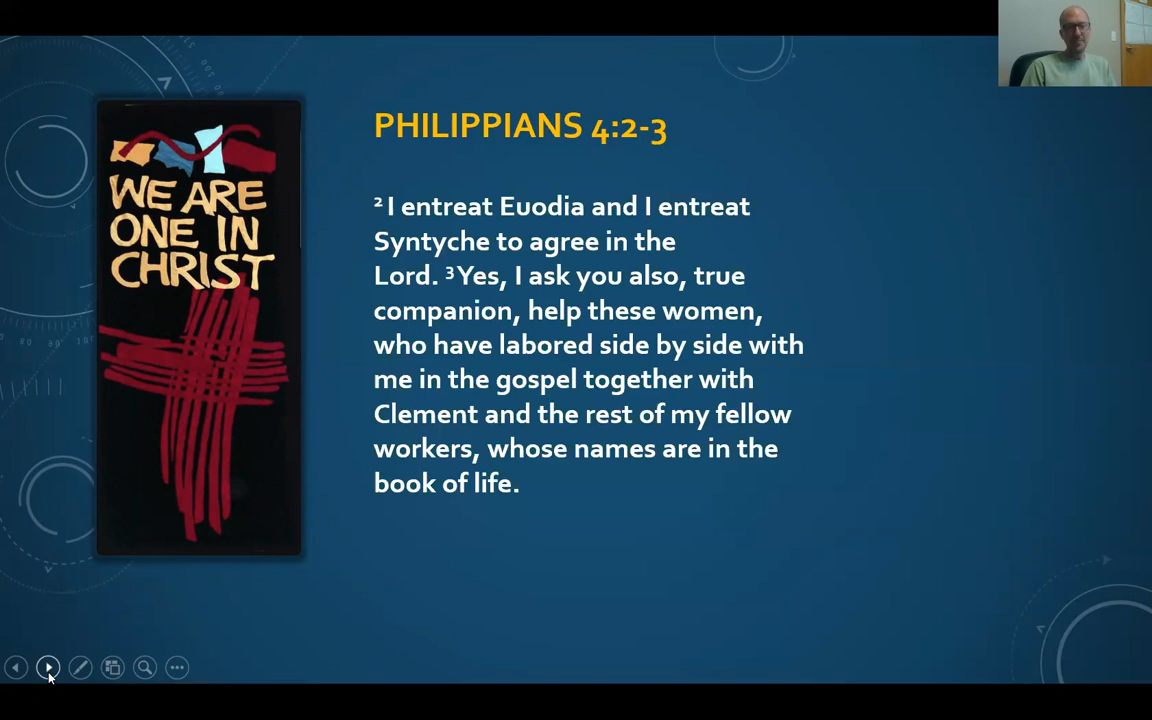 WE ARE
ONE IN
CHRIST
PHILIPPIANS 4:2-3
² I entreat Euodia and I entreat
Syntyche to agree in the
Lord. ³ Yes, I ask you also, true
companion, help these women,
who have labored side by side with
me in the gospel together with
Clement and the rest of my fellow
workers, whose names are in the
book of life.